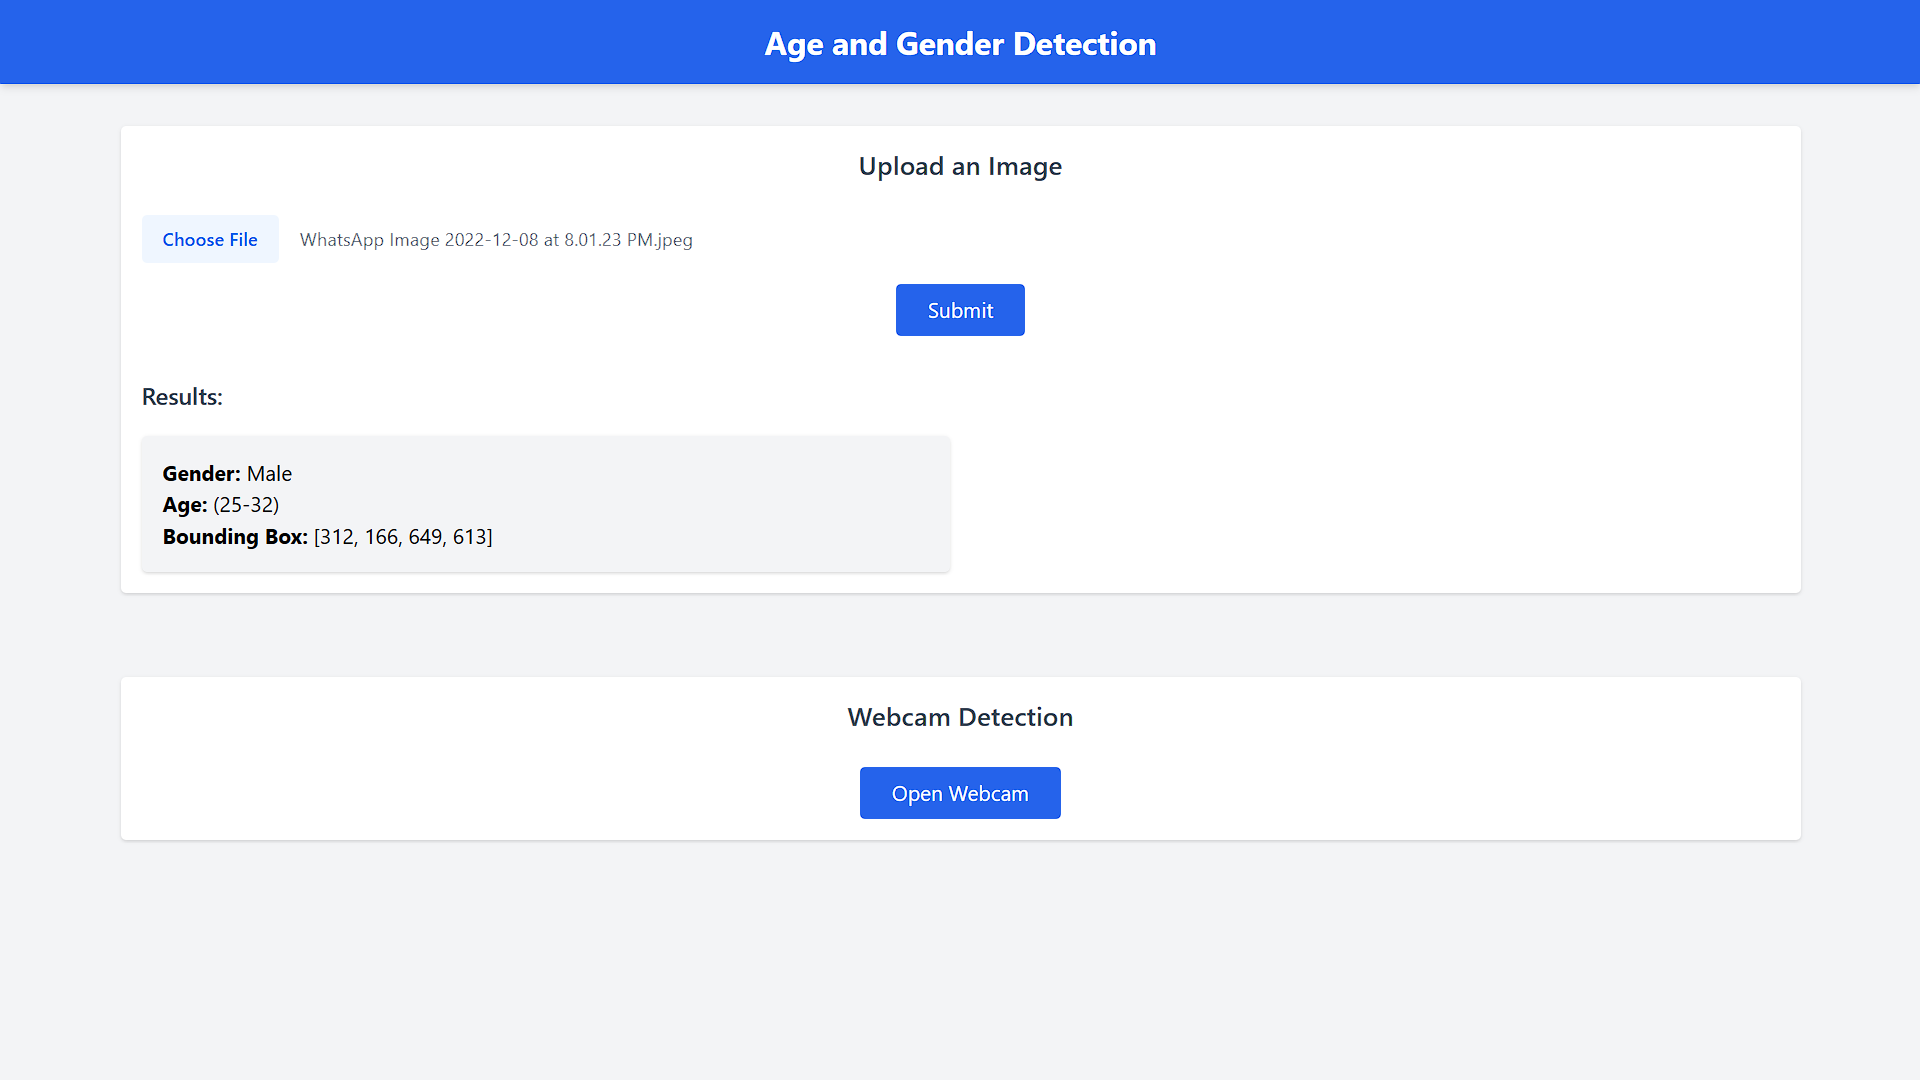 Age and Gender Detection
Upload an Image
Choose File WhatsApp Image 2022-12-08 at 8.01.23 PM.jpeg
Submit
Results:
Gender: Male
Age: (25-32)
Bounding Box: [312, 166, 649, 613]
Webcam Detection
Open Webcam